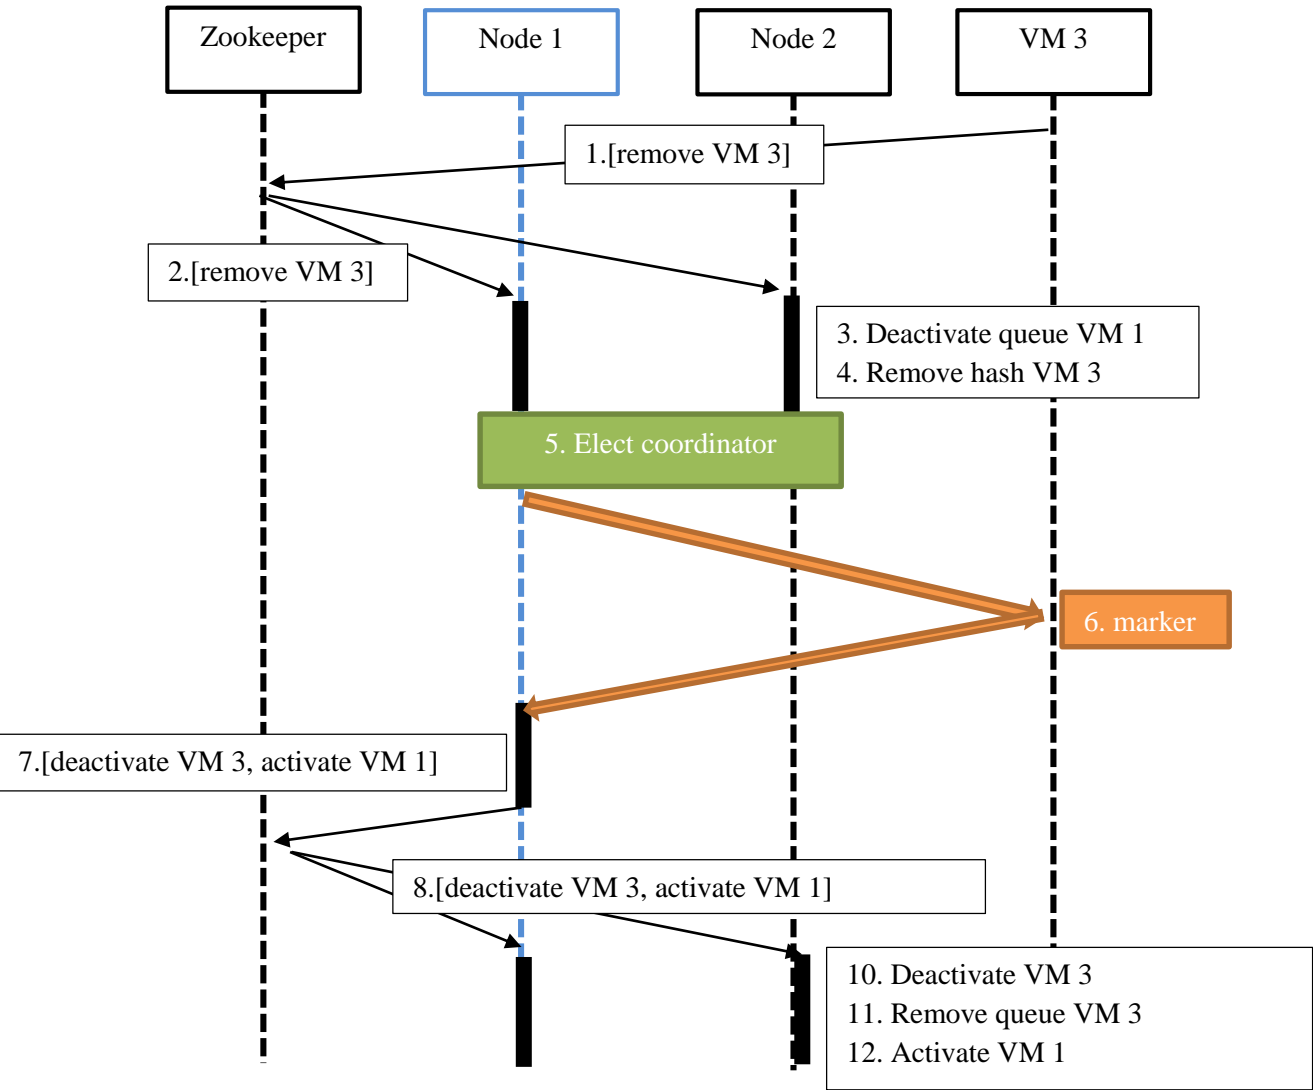 Zookeeper
Node 1
Node 2
VM 3
1.[remove VM 3]
2.[remove VM 3]
3. Deactivate queue VM 1
4. Remove hash VM 3
5. Elect coordinator
6. marker
7.[deactivate VM 3, activate VM 1]
8.[deactivate VM 3, activate VM 1]
10. Deactivate VM 3
11. Remove queue VM 3
12. Activate VM 1